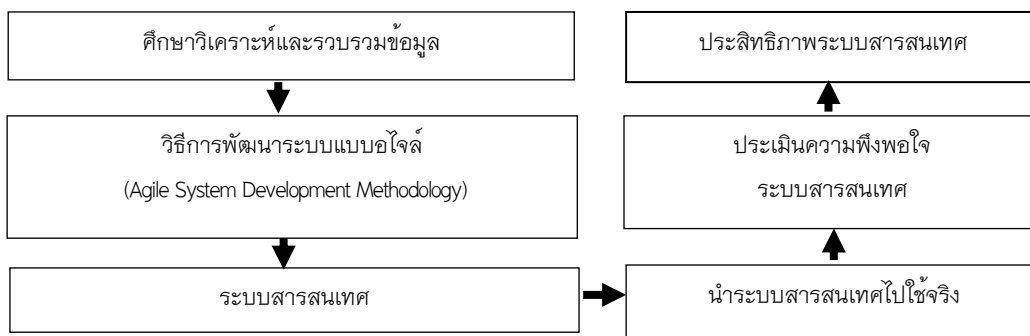 ศึกษาวิเคราะห์และรวบรวมข้อมูล
วิธีการพัฒนาระบบแบบอไจล์
(Agile System Development Methodology)
ระบบสารสนเทศ
นำระบบสารสนเทศไปใช้จริง
ประเมินความพึงพอใจ
ระบบสารสนเทศ
ประสิทธิภาพระบบสารสนเทศ